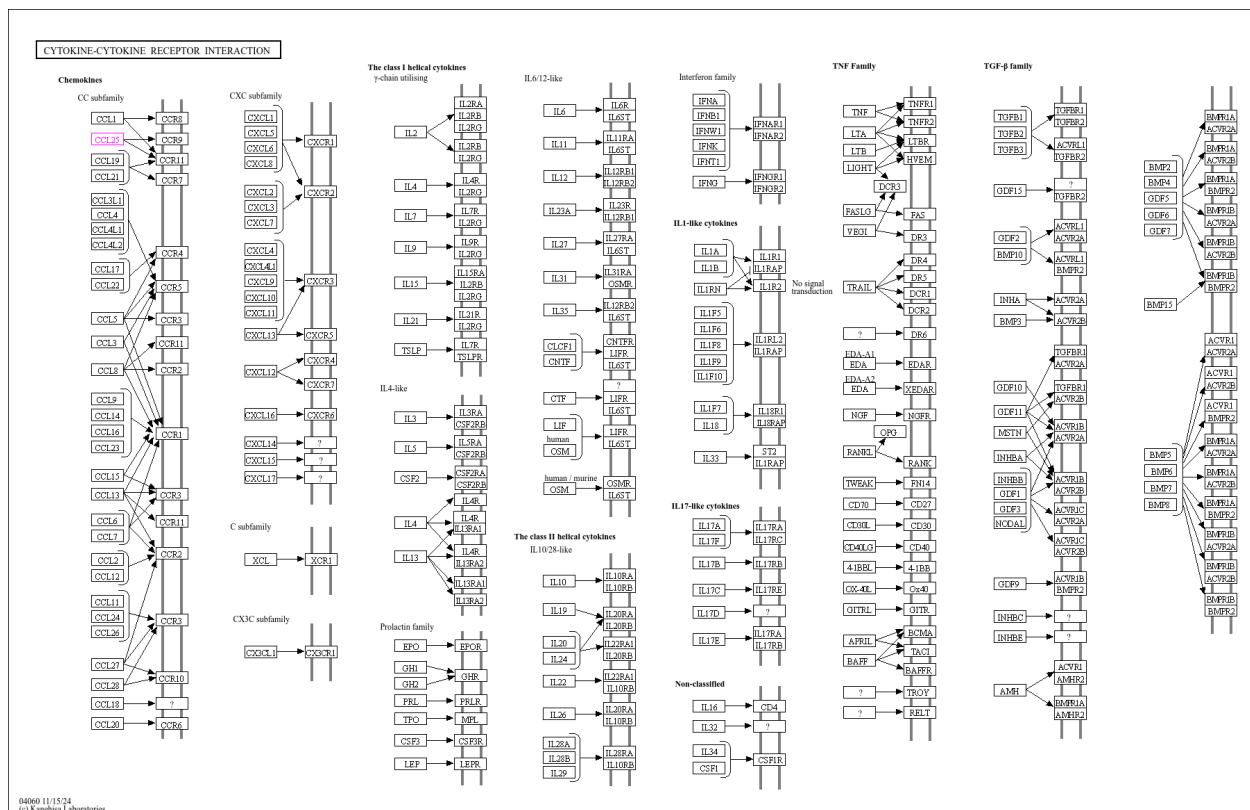 CYTOKINE-CYTOKINE RECEPTOR INTERACTION
Chemokines
CC subfamily
CCL1
CCR8
CCL25
CCR9
CCL19
CCR11
CCL21
CCR7
CCL3L1
CCL4
CCL4L1
CCL4L2
CCR4
CCL17
CCL22
CCR5
CCL5
CCR3
CCL3
CCR11
CCL8
CCR2
CCL9
CCL14
CCL16
CCL23
CCR1
CCL15
CCL13
CCR3
CCL6
CCR11
CCL7
CCR2
CCL2
CCL12
CCL11
CCL24
CCR3
CCL26
CCL27
CCR10
CCL28
CCL18
?
CCL20
CCR6
CXC subfamily
CXCL1
CXCL5
CXCL6
CXCL8
CXCR1
CXCL2
CXCL3
CXCL7
CXCR2
CXCL4
CXCL4L1
CXCL9
CXCL10
CXCL11
CXCR3
CXCL13
CXCR5
CXCL12
CXCR4
CXCR7
CXCL16
CXCR6
CXCL14
?
CXCL15
?
CXCL17
?
C subfamily
XCL
XCR1
CX3C subfamily
CX3CL1
CX3CR1
The class I helical cytokines
γ-chain utilising
IL2
IL2RA
IL2RB
IL2RG
IL2RB
IL2RG
IL4
IL4R
IL2RG
IL7
IL7R
IL2RG
IL9
IL9R
IL2RG
IL15
IL15RA
IL2RB
IL2RG
IL21
IL21R
IL2RG
TSLP
IL7R
TSLPR
IL4-like
IL3
IL3RA
CSF2RB
IL5
IL5RA
CSF2RB
CSF2
CSF2RA
CSF2RB
IL4
IL4R
IL2RG
IL4R
IL13RA1
IL13
IL4R
IL13RA2
IL13RA1
IL13RA2
Prolactin family
EPO
EPOR
GH1
GH2
GHR
PRL
PRLR
TPO
MPL
CSF3
CSF3R
LEP
LEPR
IL6/12-like
IL6
IL6R
IL6ST
IL11
IL11RA
IL6ST
IL12
IL12RB1
IL12RB2
IL23A
IL23R
IL12RB1
IL27
IL27RA
IL6ST
IL31
IL31RA
OSMR
IL35
IL12RB2
IL6ST
CLCF1
CNTF
CNTFR
LIFR
IL6ST
CTF
?
LIFR
IL6ST
LIF
human
OSM
LIFR
IL6ST
human / murine
OSM
OSMR
IL6ST
The class II helical cytokines
IL10/28-like
IL10
IL10RA
IL10RB
IL19
IL20RA
IL20RB
IL20
IL24
IL22RA1
IL20RB
IL22
IL22RA1
IL10RB
IL26
IL20RA
IL10RB
IL28A
IL28B
IL29
IL28RA
IL10RB
Interferon family
IFNA
IFNB1
IFNW1
IFNK
IFNT1
IFNAR1
IFNAR2
IFNG
IFNGR1
IFNGR2
IL1-like cytokines
IL1A
IL1B
IL1R1
IL1RAP
IL1RN
IL1R2
No signal
transduction
IL1F5
IL1F6
IL1F8
IL1F9
IL1F10
IL1RL2
IL1RAP
IL1F7
IL18
IL18R1
IL18RAP
IL33
ST2
IL1RAP
IL17-like cytokines
IL17A
IL17F
IL17RA
IL17RC
IL17B
IL17RB
IL17C
IL17RE
IL17D
?
IL17E
IL17RA
IL17RB
Non-classified
IL16
CD4
IL32
?
IL34
CSF1
CSF1R
TNF Family
TNF
TNFR1
TNFR2
LTA
LTB
LTBR
LIGHT
HVEM
DCR3
FASLG
FAS
VEGI
DR3
TRAIL
DR4
DR5
DCR1
DCR2
?
DR6
EDA-A1
EDA
EDAR
EDA-A2
EDA
XEDAR
NGF
NGFR
OPG
RANKL
RANK
TWEAK
FN14
CD70
CD27
CD30L
CD30
CD40LG
CD40
4-1BBL
4-1BB
OX-40L
Ox40
GITRL
GITR
APRIL
BCMA
TACI
BAFF
BAFFR
?
TROY
?
RELT
TGF-β family
TGFB1
TGFB2
TGFB3
TGFBR1
TGFBR2
ACVRL1
TGFBR2
GDF15
?
TGFBR2
GDF2
BMP10
ACVRL1
ACVR2A
ACVRL1
BMPR2
INHA
ACVR2A
BMP3
ACVR2B
TGFBR1
ACVR2A
GDF10
TGFBR1
ACVR2B
GDF11
MSTN
ACVR1B
ACVR2A
INHBA
INHBB
GDF1
ACVR1B
ACVR2B
GDF3
NODAL
ACVR1C
ACVR2A
ACVR1C
ACVR2B
GDF9
ACVR1B
BMPR2
INHBC
?
INHBE
?
AMH
ACVR1
AMHR2
BMPR1A
AMHR2
BMP2
BMP4
GDF5
GDF6
GDF7
BMPR1A
ACVR2A
BMPR1A
ACVR2B
BMPR1A
BMPR2
BMPR1B
ACVR2A
BMPR1B
ACVR2B
BMPR1B
BMPR2
BMP15
ACVR1
ACVR2A
ACVR1
ACVR2B
ACVR1
BMPR2
BMP5
BMP6
BMP7
BMP8
BMPR1A
ACVR2A
BMPR1A
ACVR2B
BMPR1A
BMPR2
BMPR1B
ACVR2A
BMPR1B
ACVR2B
BMPR1B
BMPR2
04060 11/15/24
(c) Kanehisa Laboratories